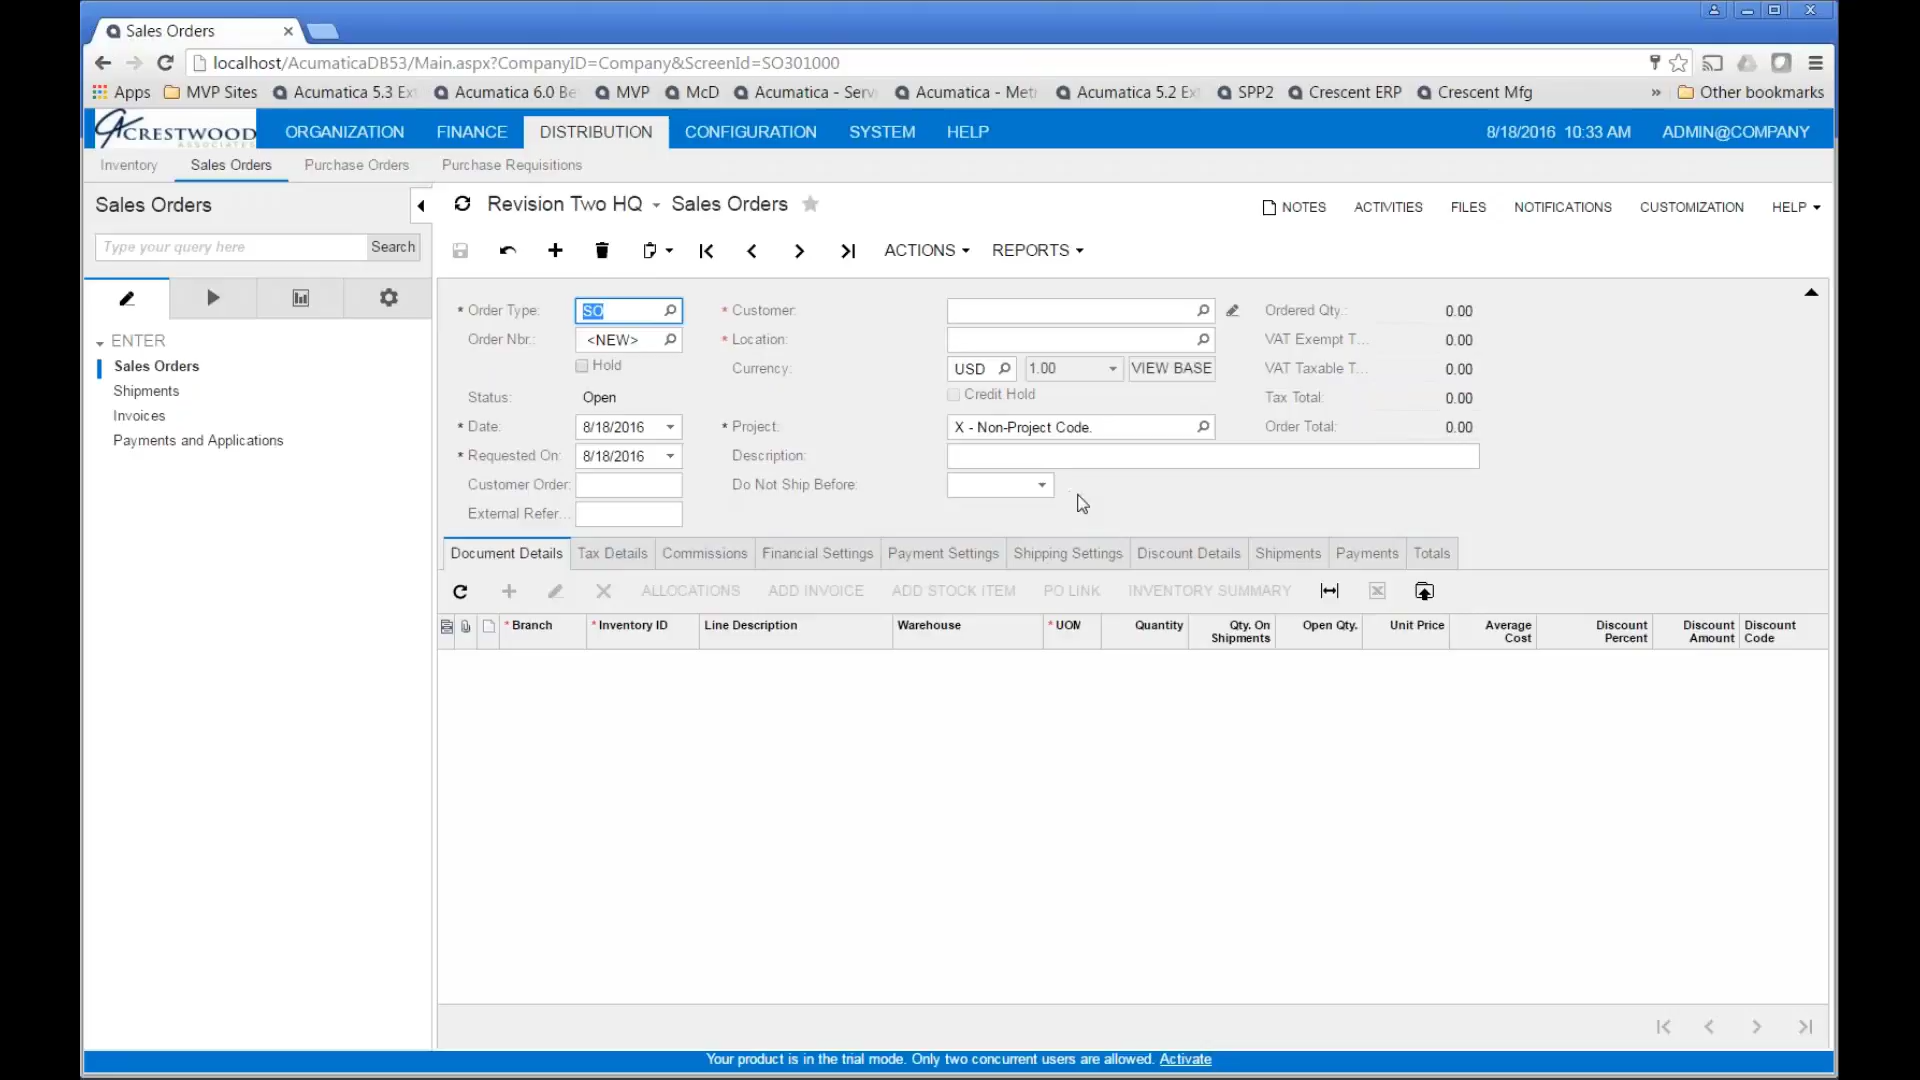 Sales Orders
localhost/AcumaticaDB53/Main.aspx?CompanyID=Company&ScreenId=SO301000
Apps MVP Sites Acumatica 5.3 Ex Acumatica 6.0 Be MVP McD Acumatica - Serv Acumatica - Met Acumatica 5.2 Ex SPP2 Crescent ERP Crescent Mfg » Other bookmarks
ACRESTWOOD ORGANIZATION FINANCE DISTRIBUTION CONFIGURATION SYSTEM HELP 8/18/2016 10:33 AM ADMIN@COMPANY
ASSOCIATES
Inventory Sales Orders Purchase Orders Purchase Requisitions
Sales Orders
Revision Two HQ Sales Orders NOTES ACTIVITIES FILES NOTIFICATIONS CUSTOMIZATION HELP
Type your query here Search
ACTIONS REPORTS
ENTER
Sales Orders
Shipments
Invoices
Payments and Applications
* Order Type: SO * Customer: Ordered Qty.: 0.00
Order Nbr.: <NEW> * Location: VAT Exempt T... 0.00
Hold Currency: USD 1.00 VIEW BASE VAT Taxable T... 0.00
Status: Open Credit Hold Tax Total: 0.00
* Date: 8/18/2016 * Project: X - Non-Project Code. Order Total: 0.00
* Requested On: 8/18/2016 Description:
Customer Order: Do Not Ship Before:
External Refer...
Document Details Tax Details Commissions Financial Settings Payment Settings Shipping Settings Discount Details Shipments Payments Totals
ALLOCATIONS ADD INVOICE ADD STOCK ITEM PO LINK INVENTORY SUMMARY
* Branch * Inventory ID Line Description Warehouse * UOM Quantity Qty. On Shipments Open Qty. Unit Price Average Cost Discount Percent Discount Amount Discount Code
Your product is in the trial mode. Only two concurrent users are allowed. Activate